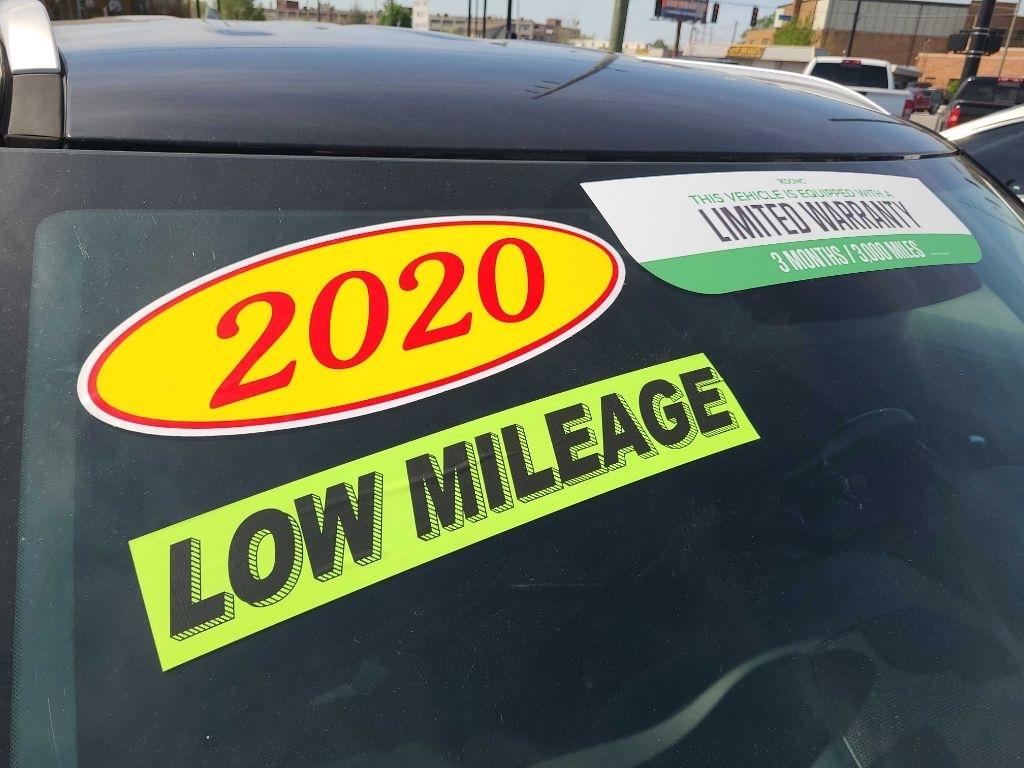 2020
LOW MILEAGE
THIS VEHICLE IS EQUIPPED WITH A
LIMITED WARRANTY
3 MONTHS / 3,000 MILES